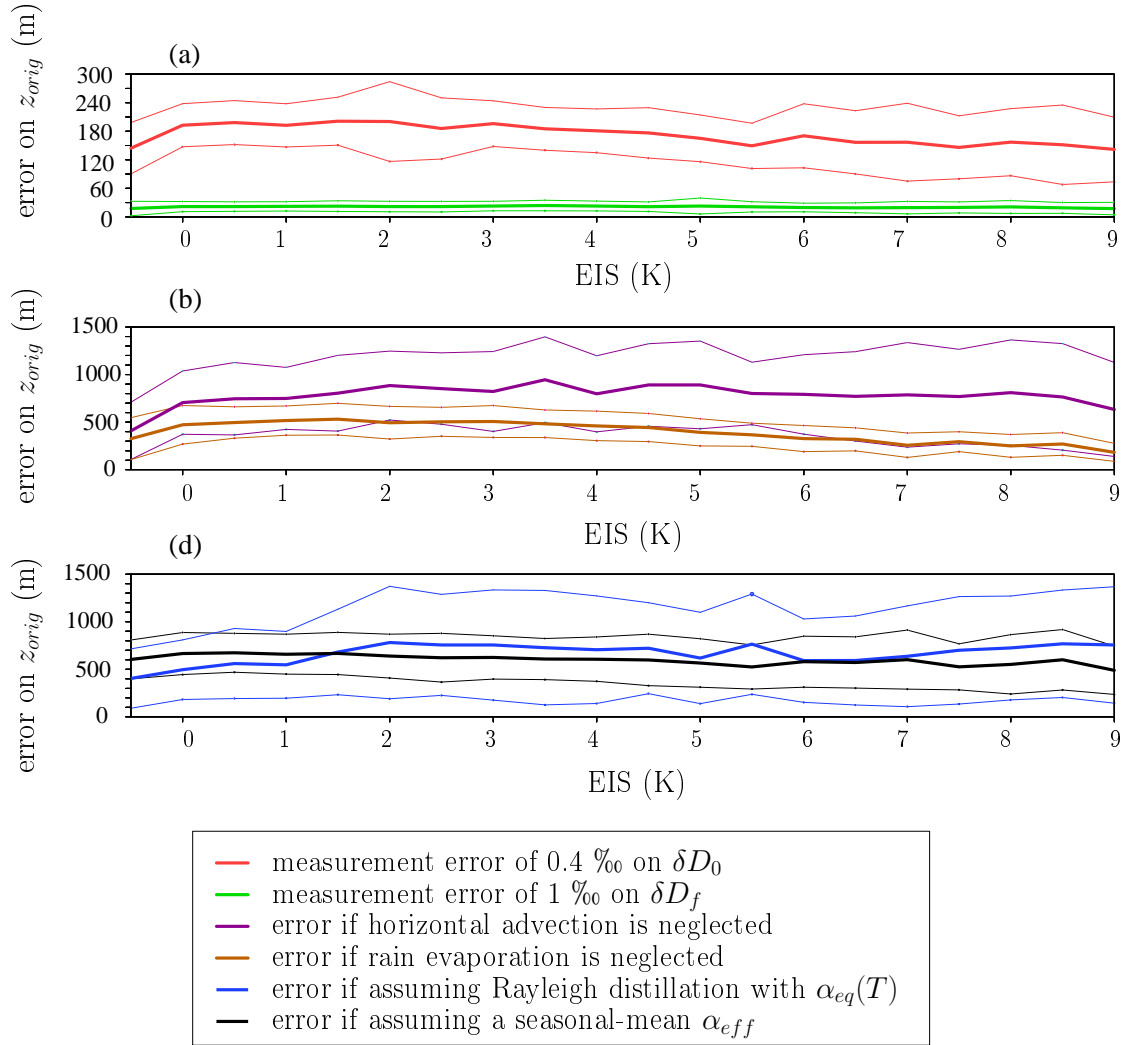 (a)
error on z_orig (m)
300
240
180
120
60
0
0 1 2 3 4 5 6 7 8 9
EIS (K)
(b)
error on z_orig (m)
1500
1000
500
0
0 1 2 3 4 5 6 7 8 9
EIS (K)
(d)
error on z_orig (m)
1500
1000
500
0
0 1 2 3 4 5 6 7 8 9
EIS (K)
measurement error of 0.4 ‰ on δD_0
measurement error of 1 ‰ on δD_f
error if horizontal advection is neglected
error if rain evaporation is neglected
error if assuming Rayleigh distillation with α_eq(T)
error if assuming a seasonal-mean α_eff